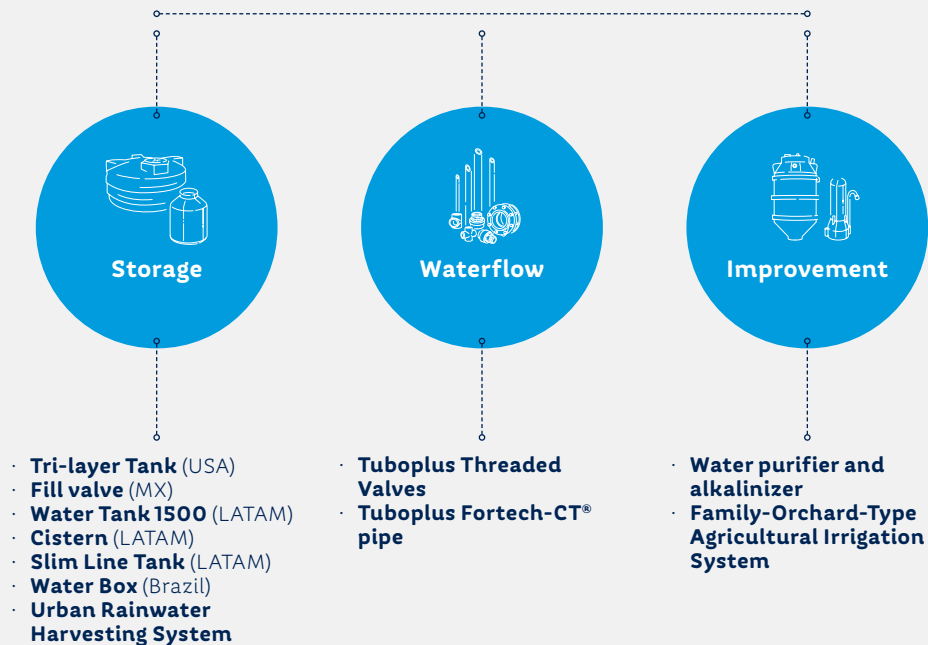 Storage
Waterflow
Improvement
· Tri-layer Tank (USA)
· Fill valve (MX)
· Water Tank 1500 (LATAM)
· Cistern (LATAM)
· Slim Line Tank (LATAM)
· Water Box (Brazil)
· Urban Rainwater
Harvesting System
· Tuboplus Threaded
Valves
· Tuboplus Fortech-CT®
pipe
· Water purifier and
alkalinizer
· Family-Orchard-Type
Agricultural Irrigation
System